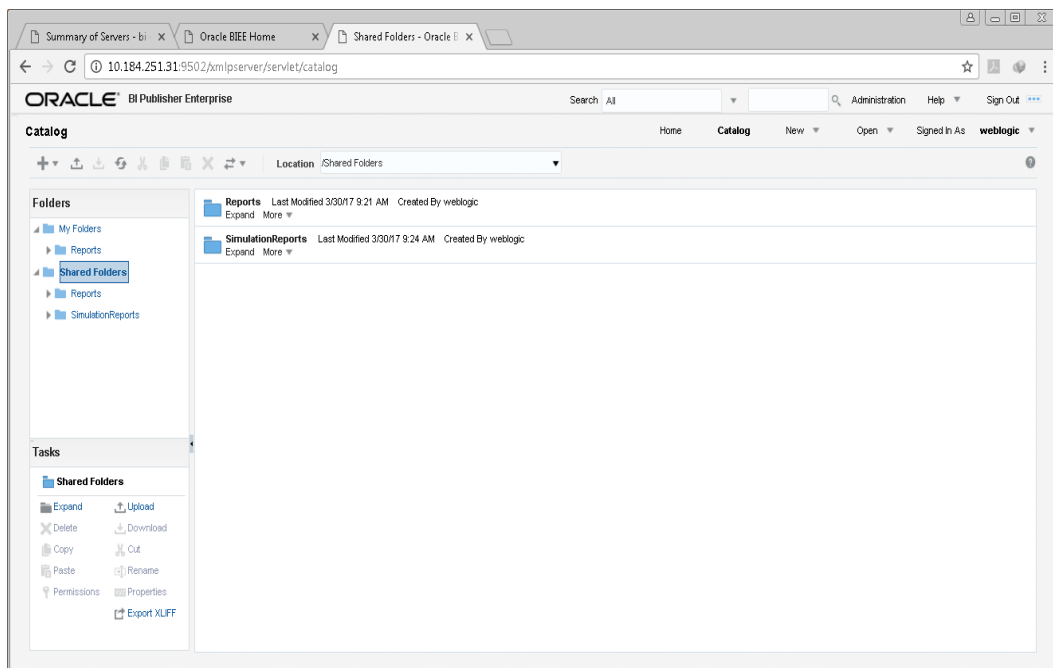 Summary of Servers - bi - Oracle BIEE Home Shared Folders - Oracle B
10.184.251.31:9502/xmlpserver/servlet/catalog
ORACLE BI Publisher Enterprise Search All Administration Help Sign Out
Catalog Home Catalog New Open Signed In As weblogic
Location /Shared Folders
Folders
My Folders
Reports
Shared Folders
Reports
SimulationReports
Reports Last Modified 3/30/17 9:21 AM Created By weblogic
Expand More
SimulationReports Last Modified 3/30/17 9:24 AM Created By weblogic
Expand More
Tasks
Shared Folders
Expand Upload
Delete Download
Copy Cut
Paste Rename
Permissions Properties
Export XLIFF